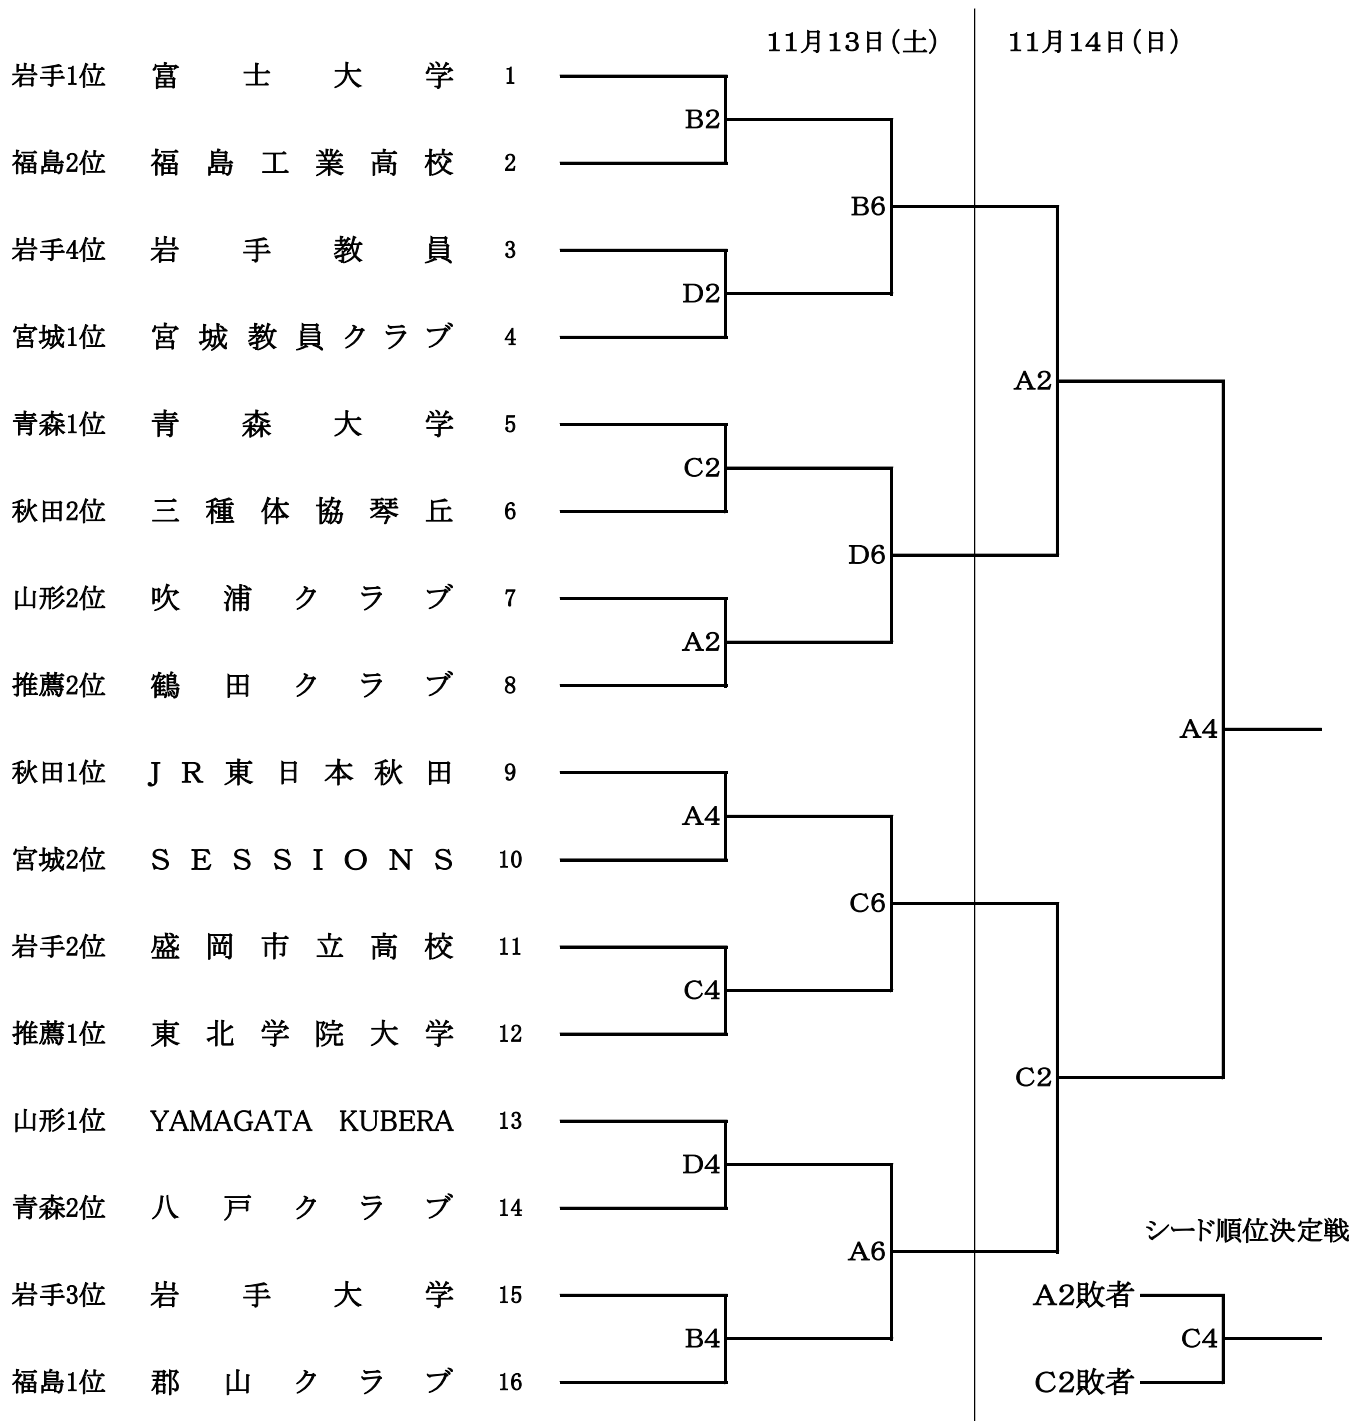 11月13日(土) 11月14日(日)
岩手1位 富士大学 1
B2
福島2位 福島工業高校 2
B6
岩手4位 岩手教員 3
D2
宮城1位 宮城教員クラブ 4
A2
青森1位 青森大学 5
C2
秋田2位 三種体協琴丘 6
D6
山形2位 吹浦クラブ 7
A2
推薦2位 鶴田クラブ 8
A4
秋田1位 JR東日本秋田 9
A4
宮城2位 SESSIONS 10
C6
岩手2位 盛岡市立高校 11
C4
推薦1位 東北学院大学 12
C2
山形1位 YAMAGATA KUBERA 13
D4
青森2位 八戸クラブ 14
シード順位決定戦
A6
岩手3位 岩手大学 15 A2敗者
B4 C4
福島1位 郡山クラブ 16 C2敗者